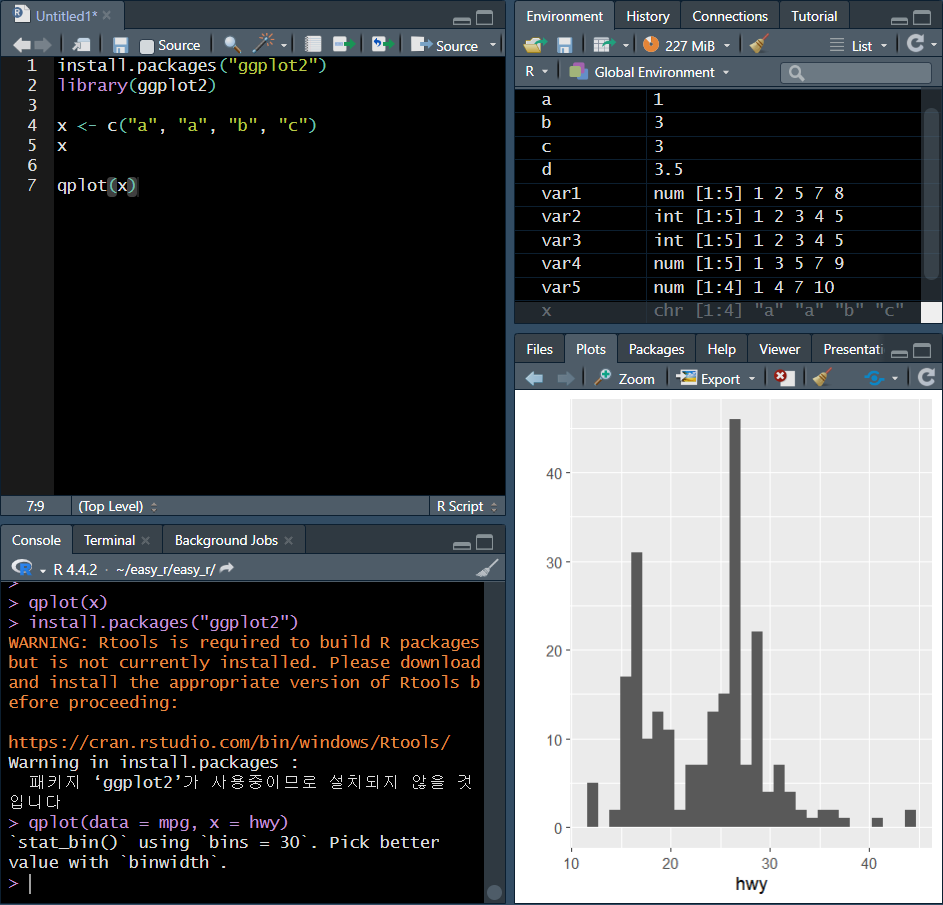 Untitled1*
Source
Source
1 install.packages("ggplot2")
2 library(ggplot2)
3
4 x <- c("a", "a", "b", "c")
5 x
6
7 qplot(x)
7:9 (Top Level) R Script
Console Terminal Background Jobs
R 4.4.2 · ~/easy_r/easy_r/
>
> qplot(x)
> install.packages("ggplot2")
WARNING: Rtools is required to build R packages
but is not currently installed. Please download
and install the appropriate version of Rtools b
efore proceeding:
https://cran.rstudio.com/bin/windows/Rtools/
Warning in install.packages :
패키지 ‘ggplot2’가 사용중이므로 설치되지 않을 것
입니다
> qplot(data = mpg, x = hwy)
`stat_bin()` using `bins = 30`. Pick better
value with `binwidth`.
>
Environment History Connections Tutorial
227 MiB List
R Global Environment
a 1
b 3
c 3
d 3.5
var1 num [1:5] 1 2 5 7 8
var2 int [1:5] 1 2 3 4 5
var3 int [1:5] 1 2 3 4 5
var4 num [1:5] 1 3 5 7 9
var5 num [1:4] 1 4 7 10
x chr [1:4] "a" "a" "b" "c"
Files Plots Packages Help Viewer Presentati
Zoom Export
40
30
20
10
0
10 20 30 40
hwy